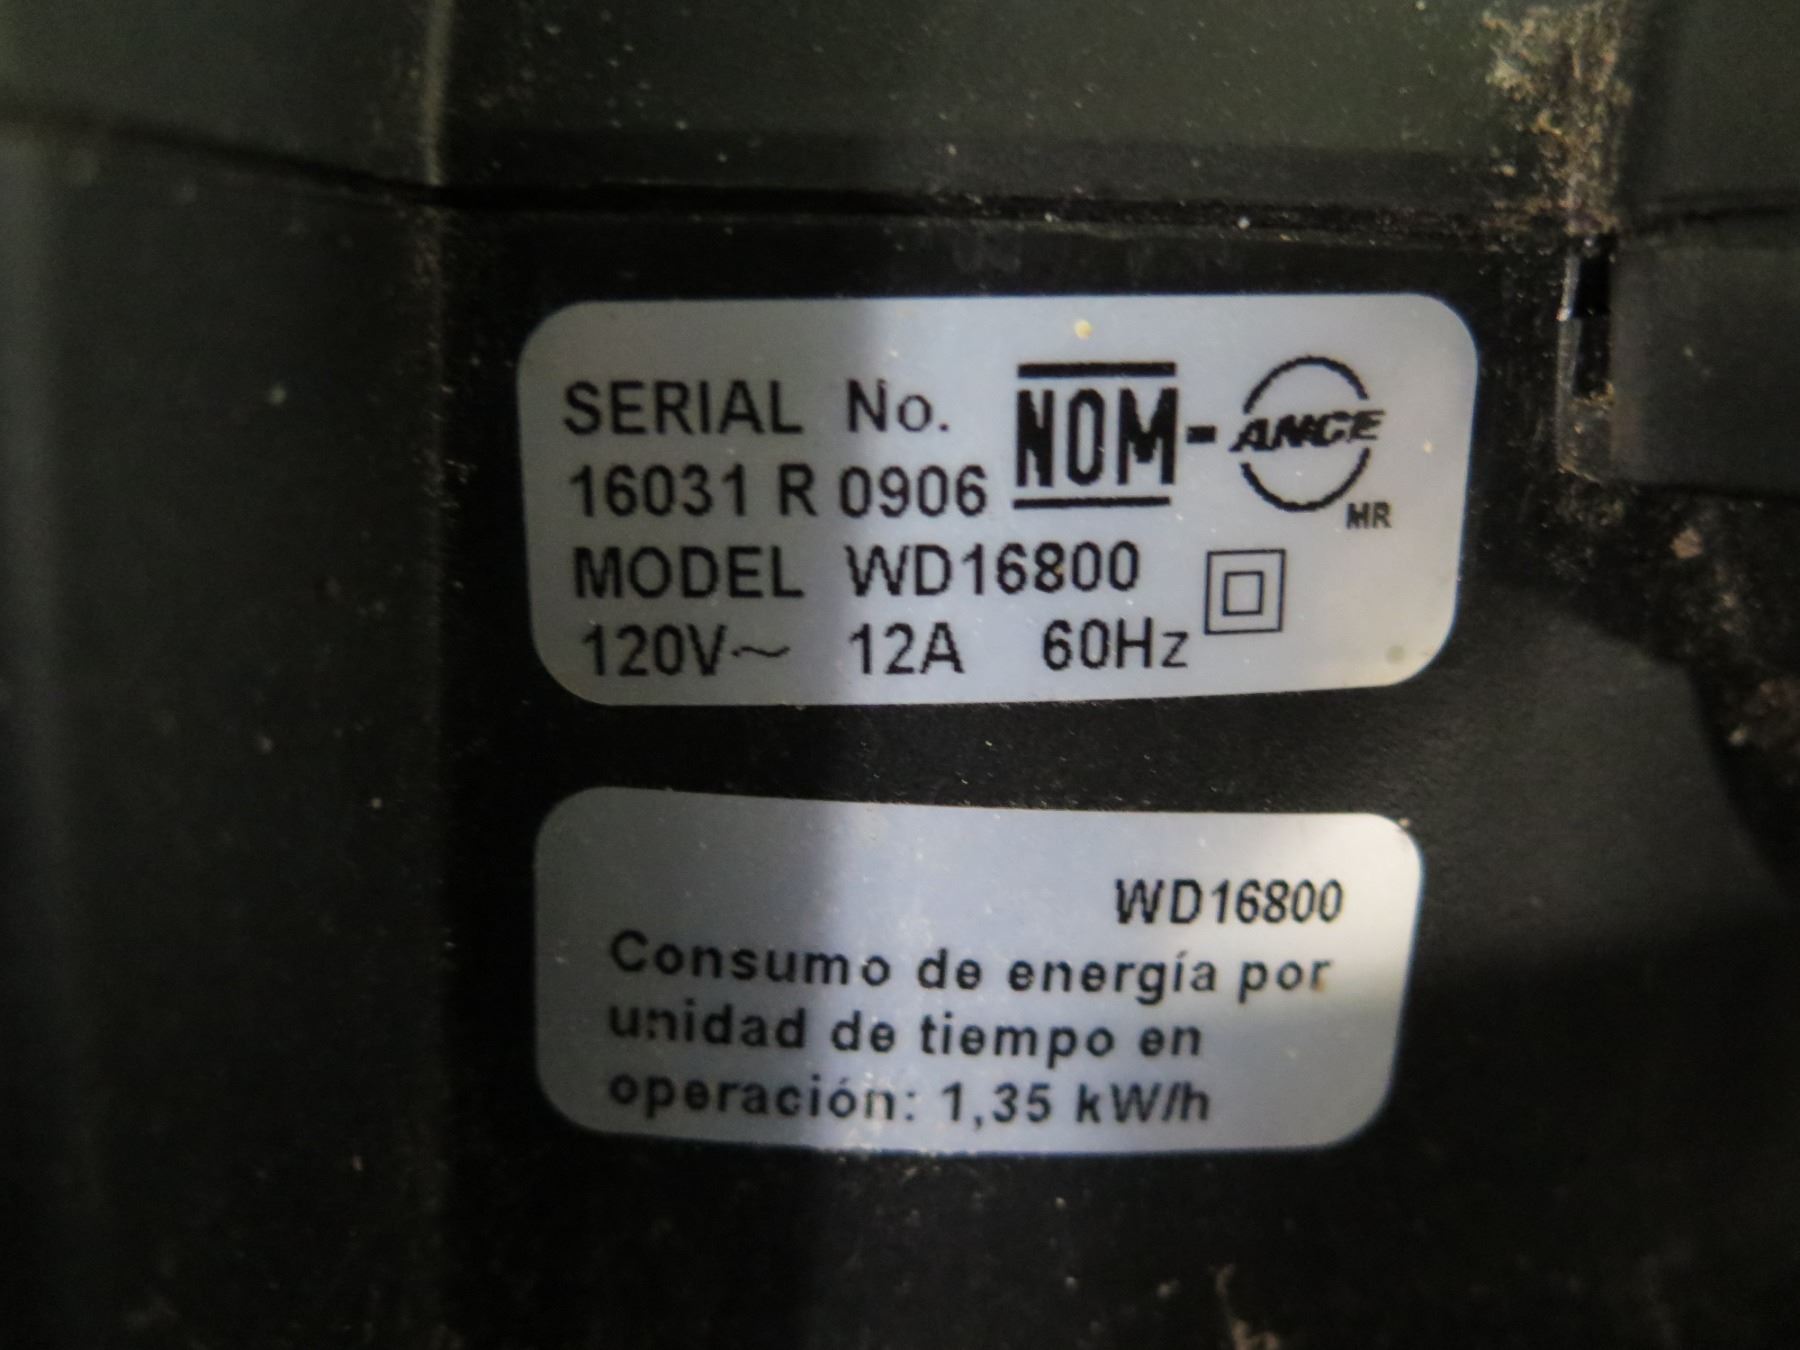 SERIAL No.
16031 R 0906
NOM-ANCE
MR
MODEL WD16800
120V~ 12A 60Hz
WD16800
Consumo de energía por
unidad de tiempo en
operación: 1,35 kW/h